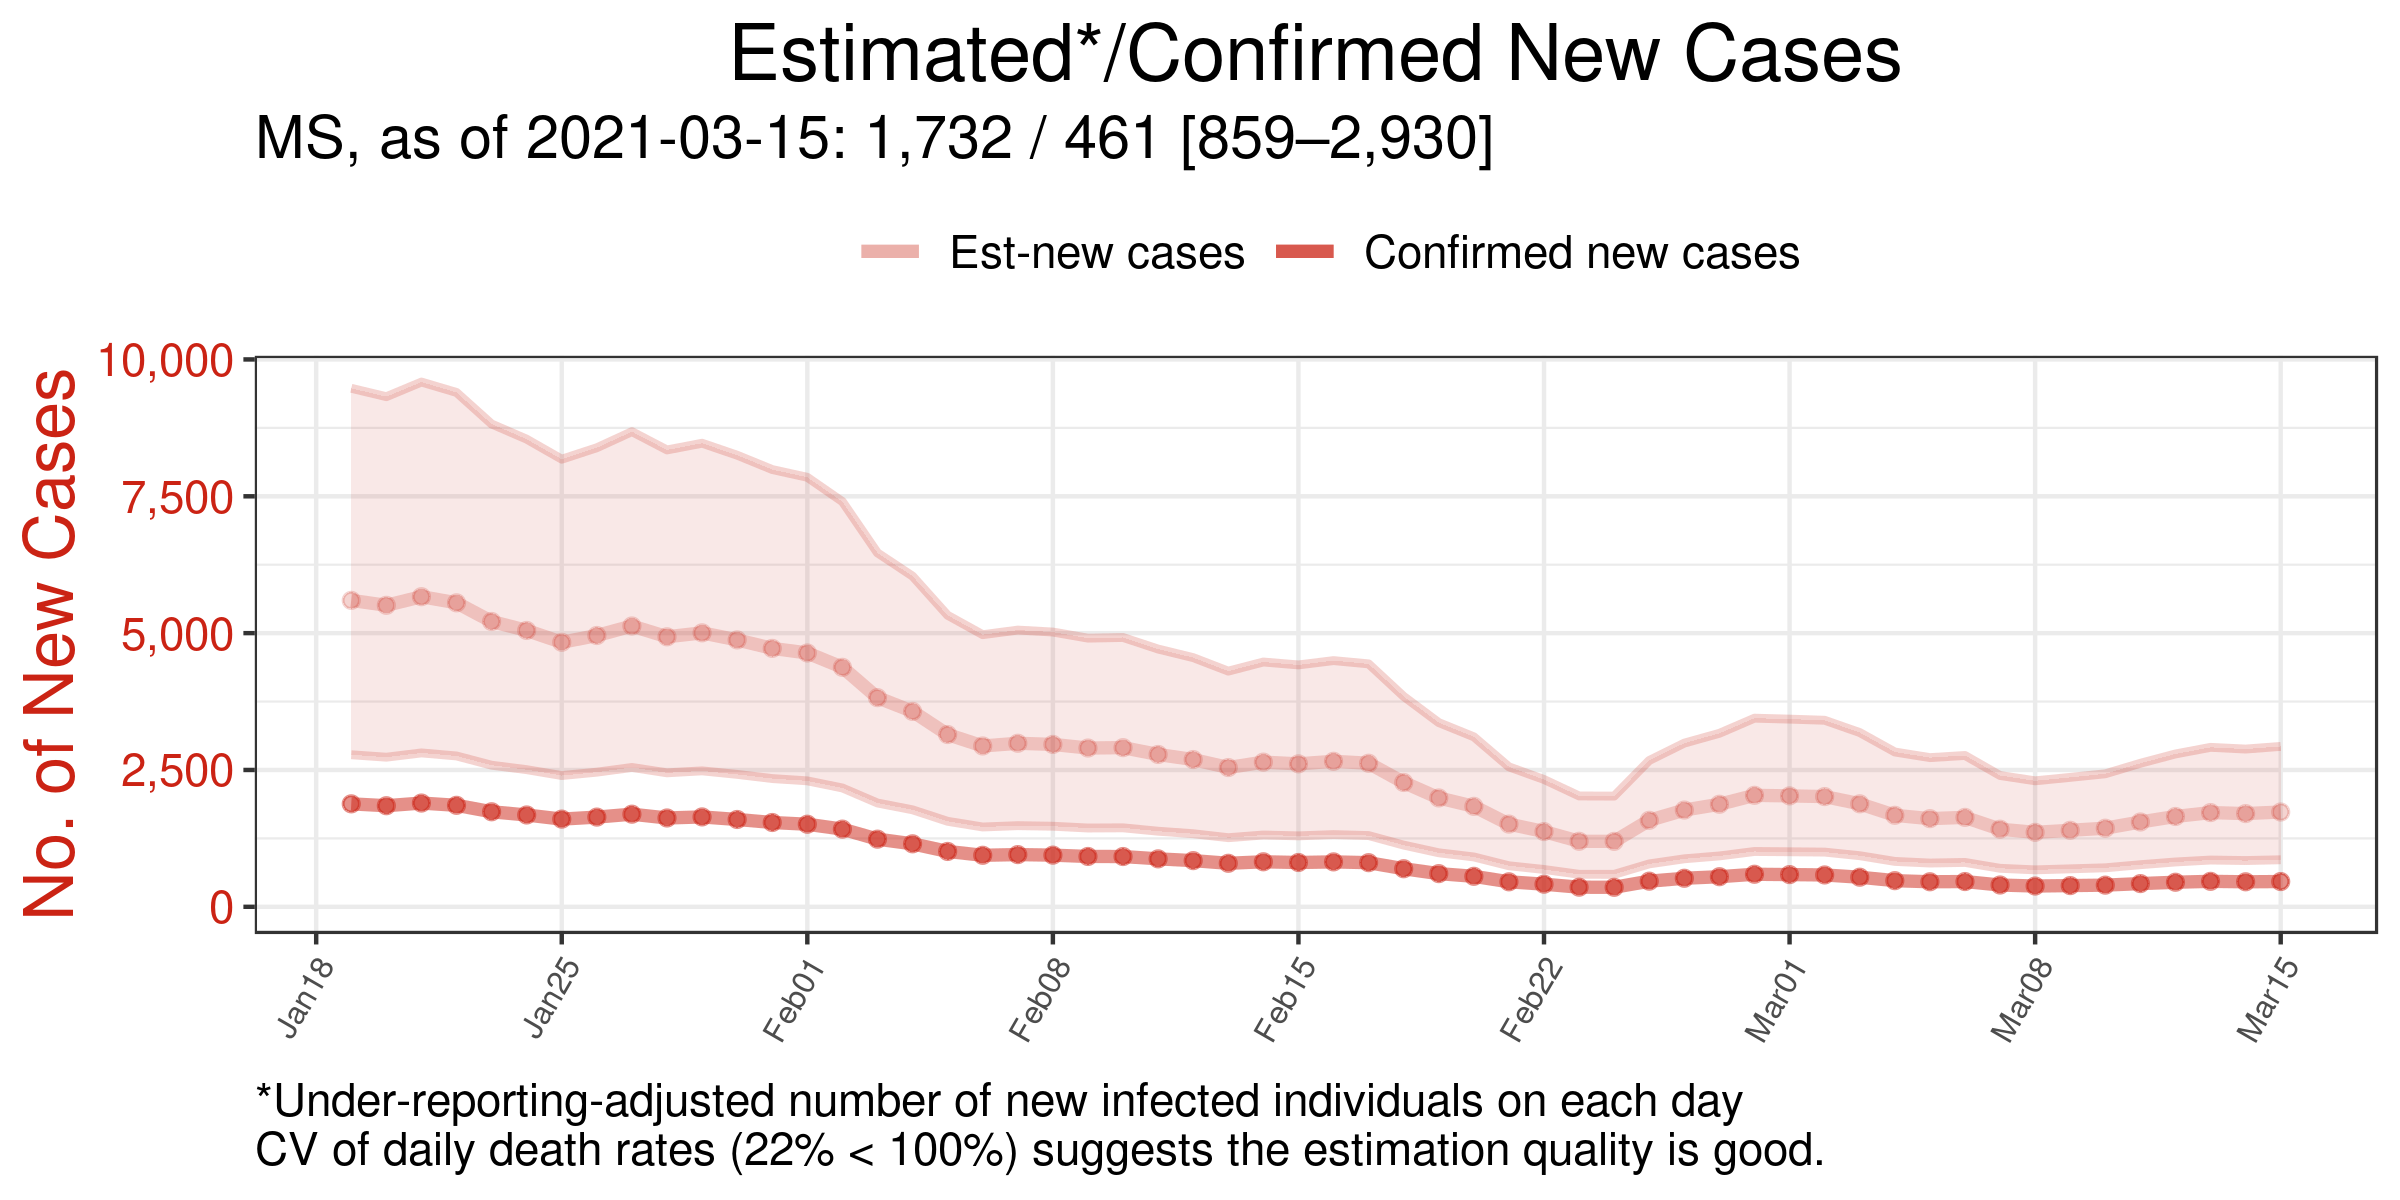 Estimated*/Confirmed New Cases
MS, as of 2021-03-15: 1,732 / 461 [859–2,930]
Est-new cases
Confirmed new cases
No. of New Cases
10,000
7,500
5,000
2,500
0
Jan18
Jan25
Feb01
Feb08
Feb15
Feb22
Mar01
Mar08
Mar15
*Under-reporting-adjusted number of new infected individuals on each day
CV of daily death rates (22% < 100%) suggests the estimation quality is good.